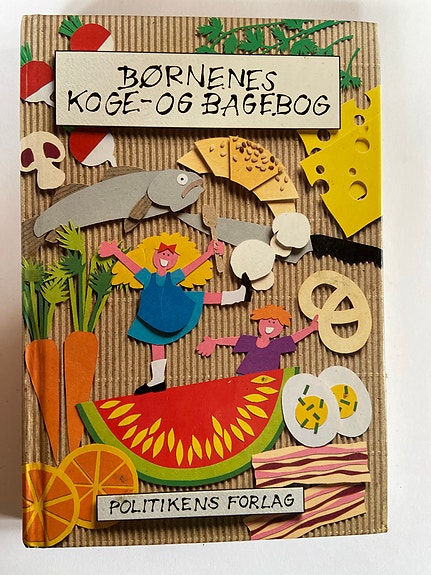 BØRNENES
KOGE-OG BAGEBOG
POLITIKENS FORLAG